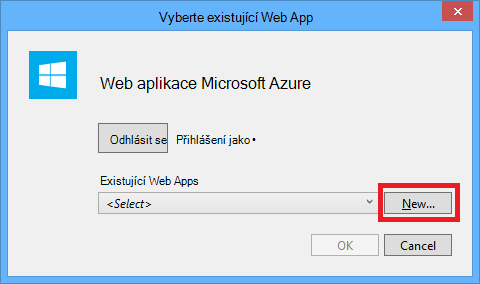 Vyberte existující Web App
Web aplikace Microsoft Azure
Odhlásit se Přihlášení jako •
Existující Web Apps
<Select> New...
OK Cancel